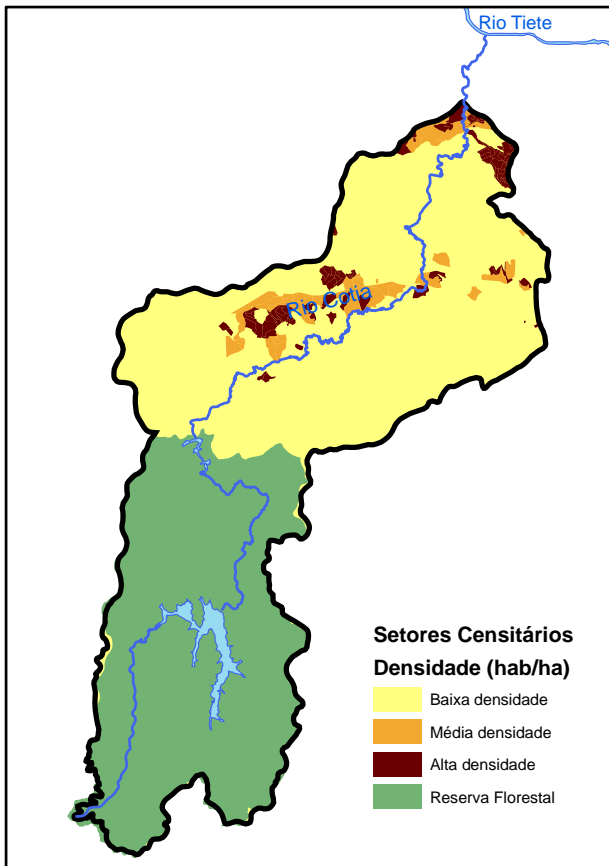 Rio Tiete
Rio Cotia
Setores Censitários
Densidade (hab/ha)
Baixa densidade
Média densidade
Alta densidade
Reserva Florestal